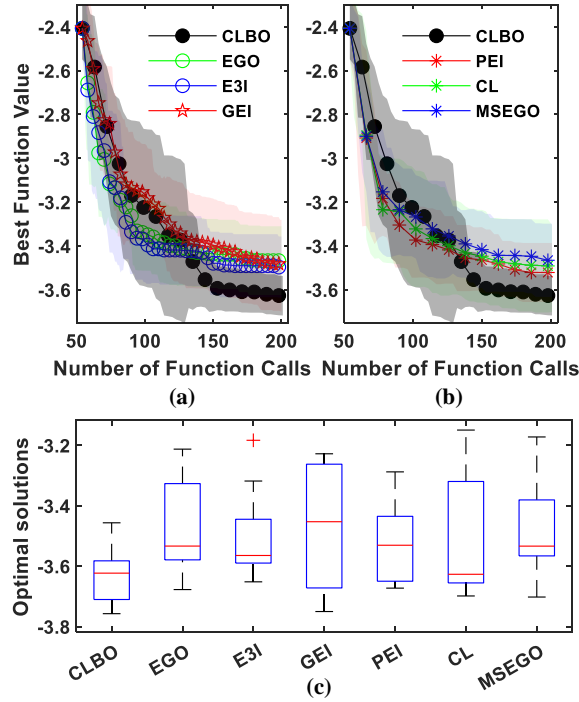 Best Function Value
-2.4
-2.6
-2.8
-3
-3.2
-3.4
-3.6
50
100
150
200
CLBO
EGO
E3I
GEI
Number of Function Calls
(a)
-2.4
-2.6
-2.8
-3
-3.2
-3.4
-3.6
50
100
150
200
CLBO
PEI
CL
MSEGO
Number of Function Calls
(b)
Optimal solutions
-3.2
-3.4
-3.6
-3.8
CLBO
EGO
E3I
GEI
PEI
CL
MSEGO
(c)